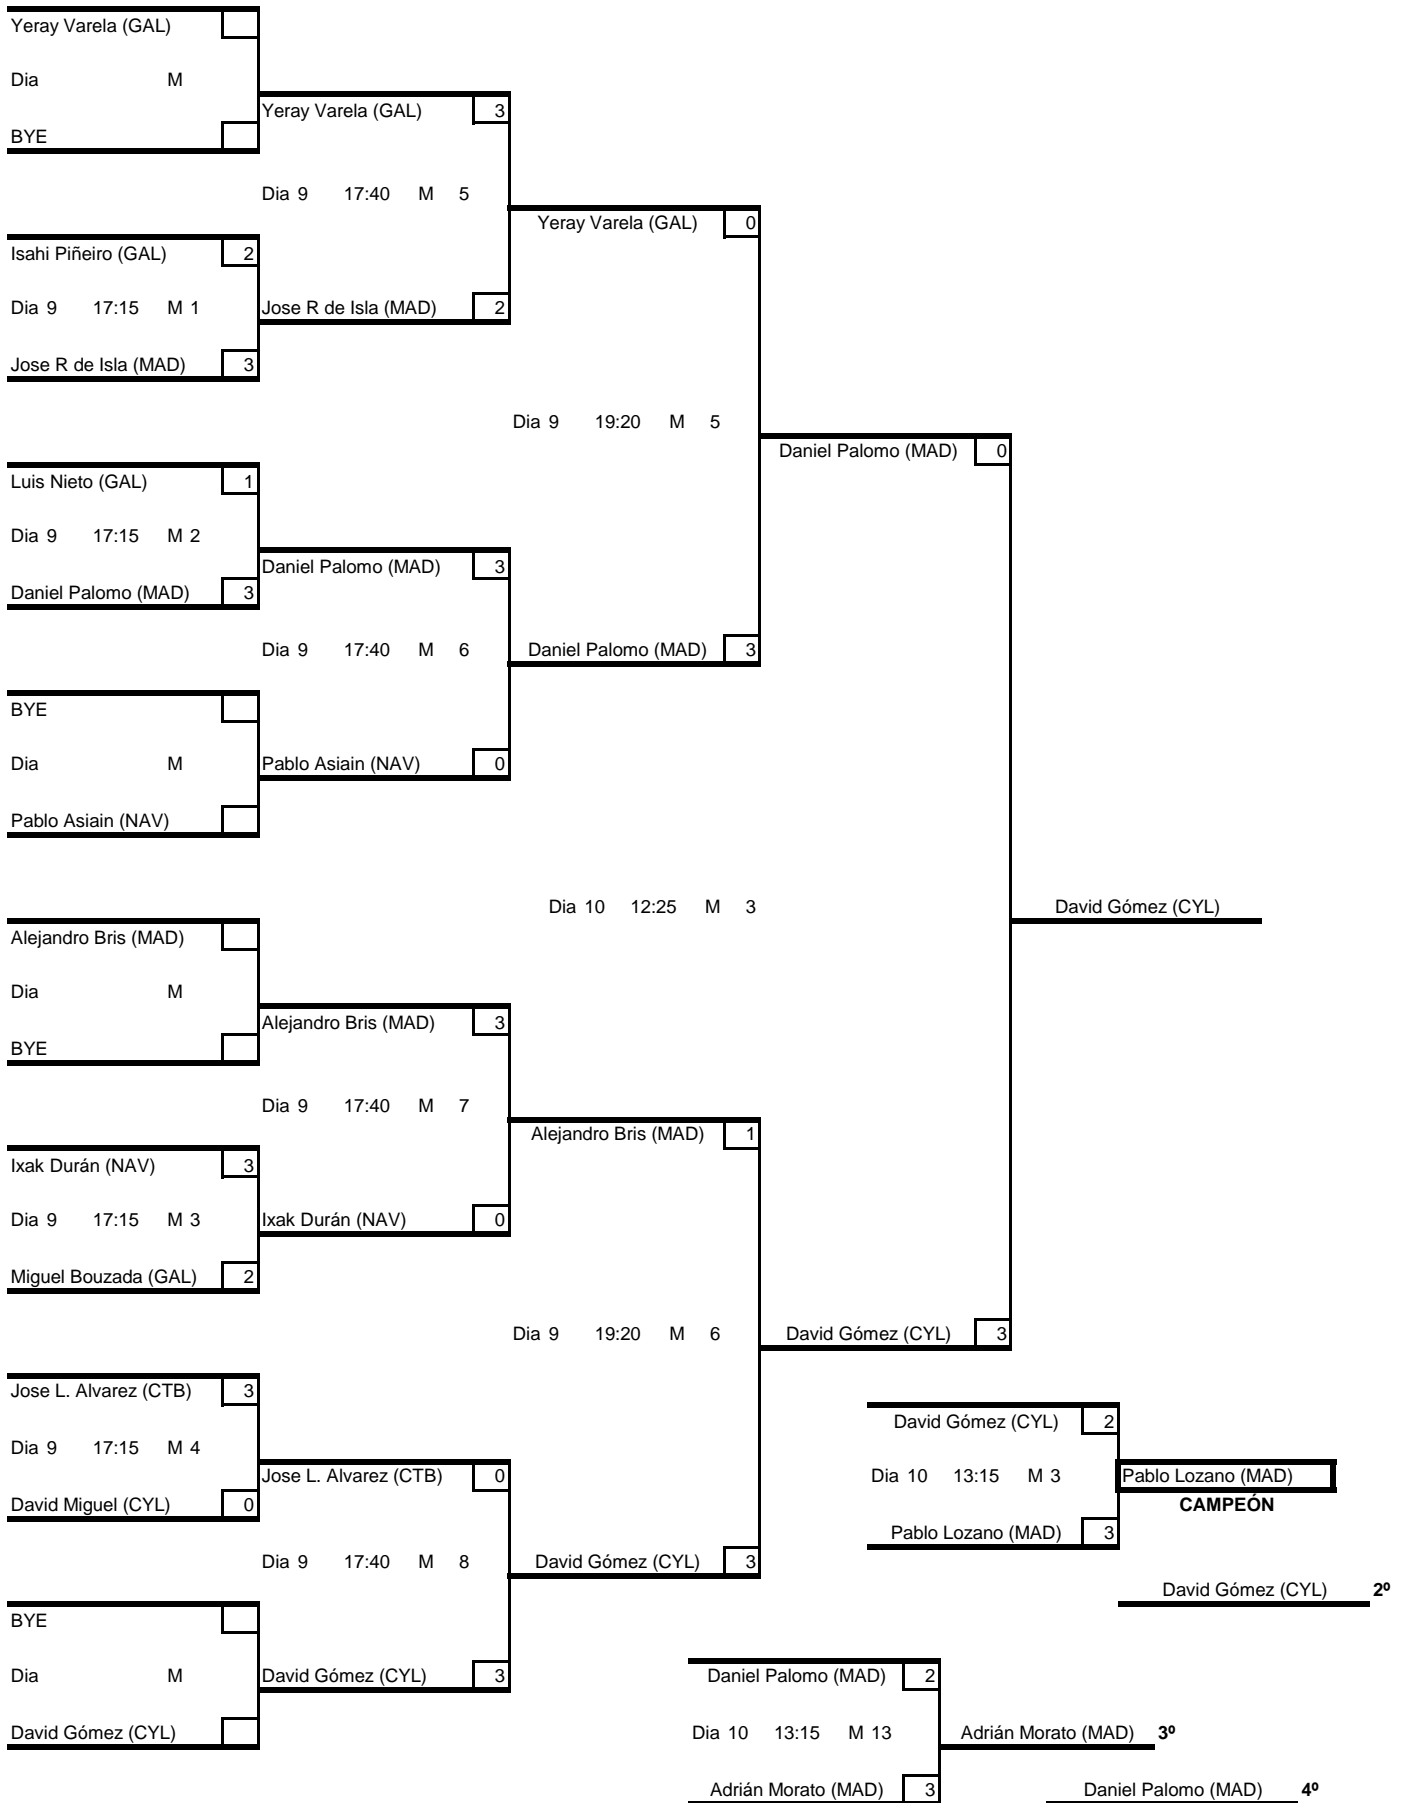 Yeray Varela (GAL)
Dia M
Yeray Varela (GAL) 3
BYE
Dia 9 17:40 M 5
Yeray Varela (GAL) 0
Isahi Piñeiro (GAL) 2
Dia 9 17:15 M 1 Jose R de Isla (MAD) 2
Jose R de Isla (MAD) 3
Dia 9 19:20 M 5
Daniel Palomo (MAD) 0
Luis Nieto (GAL) 1
Dia 9 17:15 M 2
Daniel Palomo (MAD) 3
Daniel Palomo (MAD) 3
Dia 9 17:40 M 6 Daniel Palomo (MAD) 3
BYE
Dia M Pablo Asiain (NAV) 0
Pablo Asiain (NAV)
Dia 10 12:25 M 3 David Gómez (CYL)
Alejandro Bris (MAD)
Dia M
Alejandro Bris (MAD) 3
BYE
Dia 9 17:40 M 7
Alejandro Bris (MAD) 1
Ixak Durán (NAV) 3
Dia 9 17:15 M 3 Ixak Durán (NAV) 0
Miguel Bouzada (GAL) 2
Dia 9 19:20 M 6 David Gómez (CYL) 3
Jose L. Alvarez (CTB) 3
David Gómez (CYL) 2
Dia 9 17:15 M 4
Jose L. Alvarez (CTB) 0 Dia 10 13:15 M 3 Pablo Lozano (MAD)
David Miguel (CYL) 0 CAMPEÓN
Pablo Lozano (MAD) 3
Dia 9 17:40 M 8 David Gómez (CYL) 3
David Gómez (CYL) 2º
BYE
Dia M David Gómez (CYL) 3 Daniel Palomo (MAD) 2
David Gómez (CYL) Dia 10 13:15 M 13 Adrián Morato (MAD) 3º
Adrián Morato (MAD) 3 Daniel Palomo (MAD) 4º